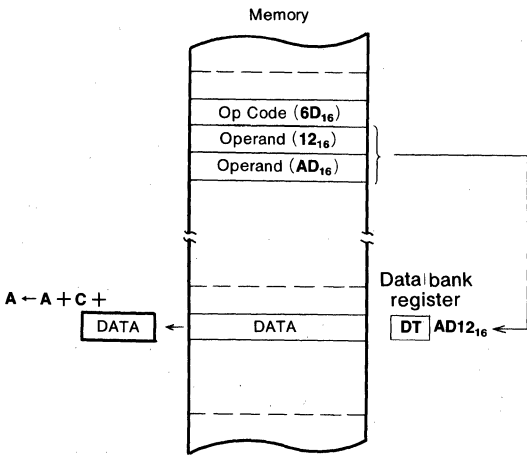 Memory
Op Code (6D₁₆)
Operand (12₁₆)
Operand (AD₁₆)
Data bank
register
A ← A + C +
DATA ← DATA DT AD12₁₆